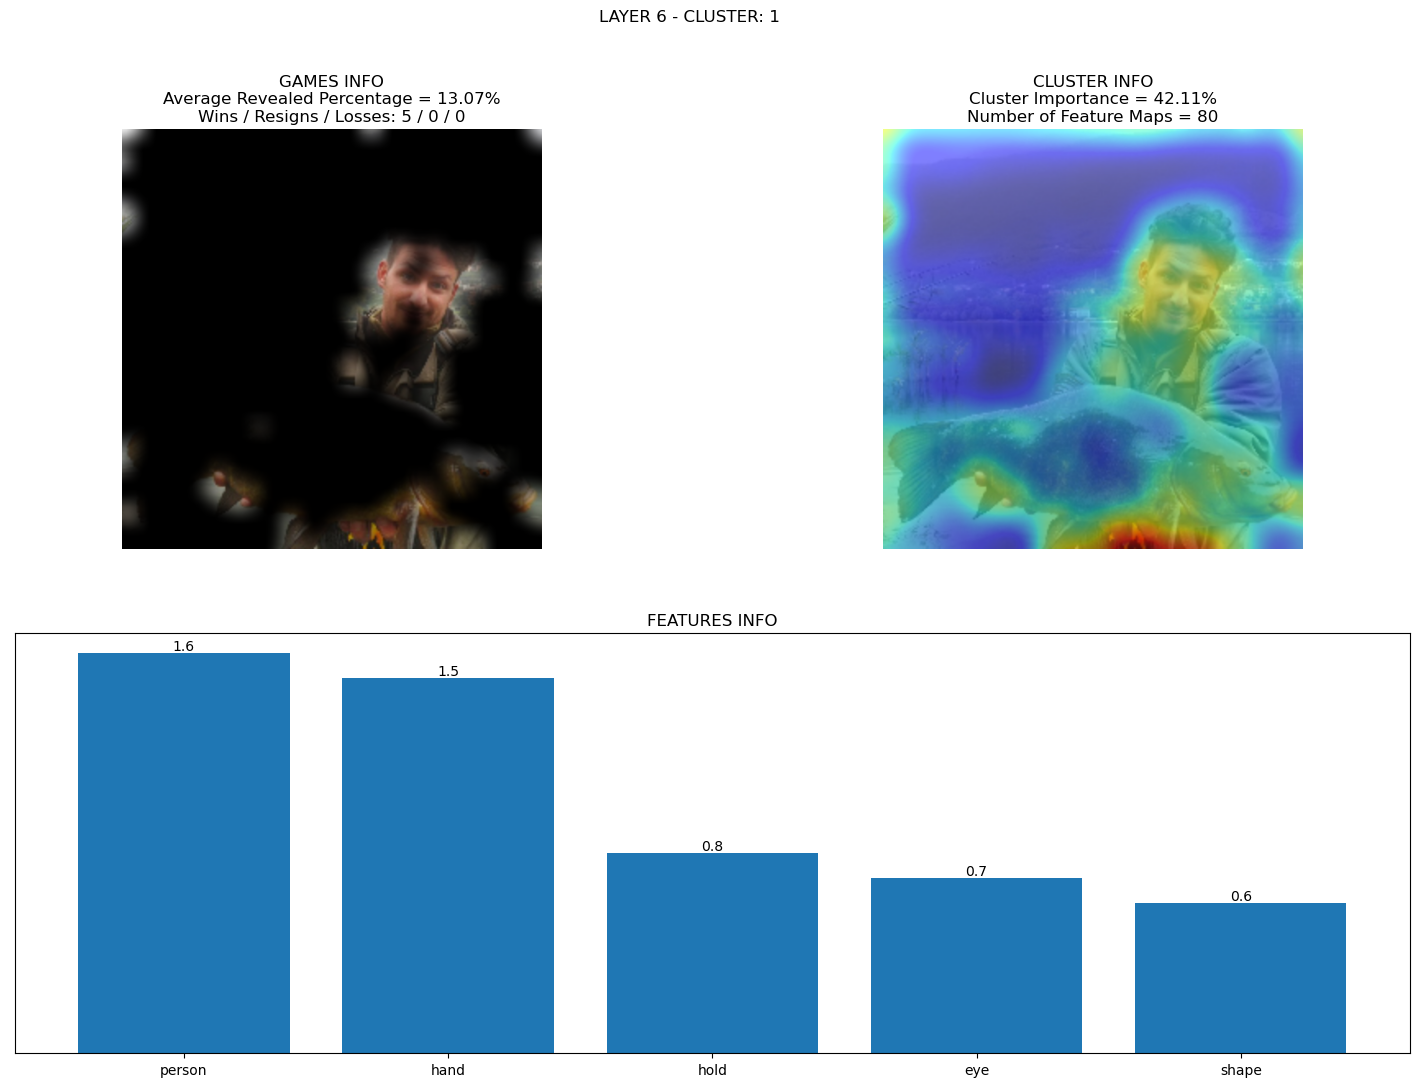 LAYER 6 - CLUSTER: 1
GAMES INFO
Average Revealed Percentage = 13.07%
Wins / Resigns / Losses: 5 / 0 / 0
CLUSTER INFO
Cluster Importance = 42.11%
Number of Feature Maps = 80
FEATURES INFO
1.6
1.5
0.8
0.7
0.6
person
hand
hold
eye
shape